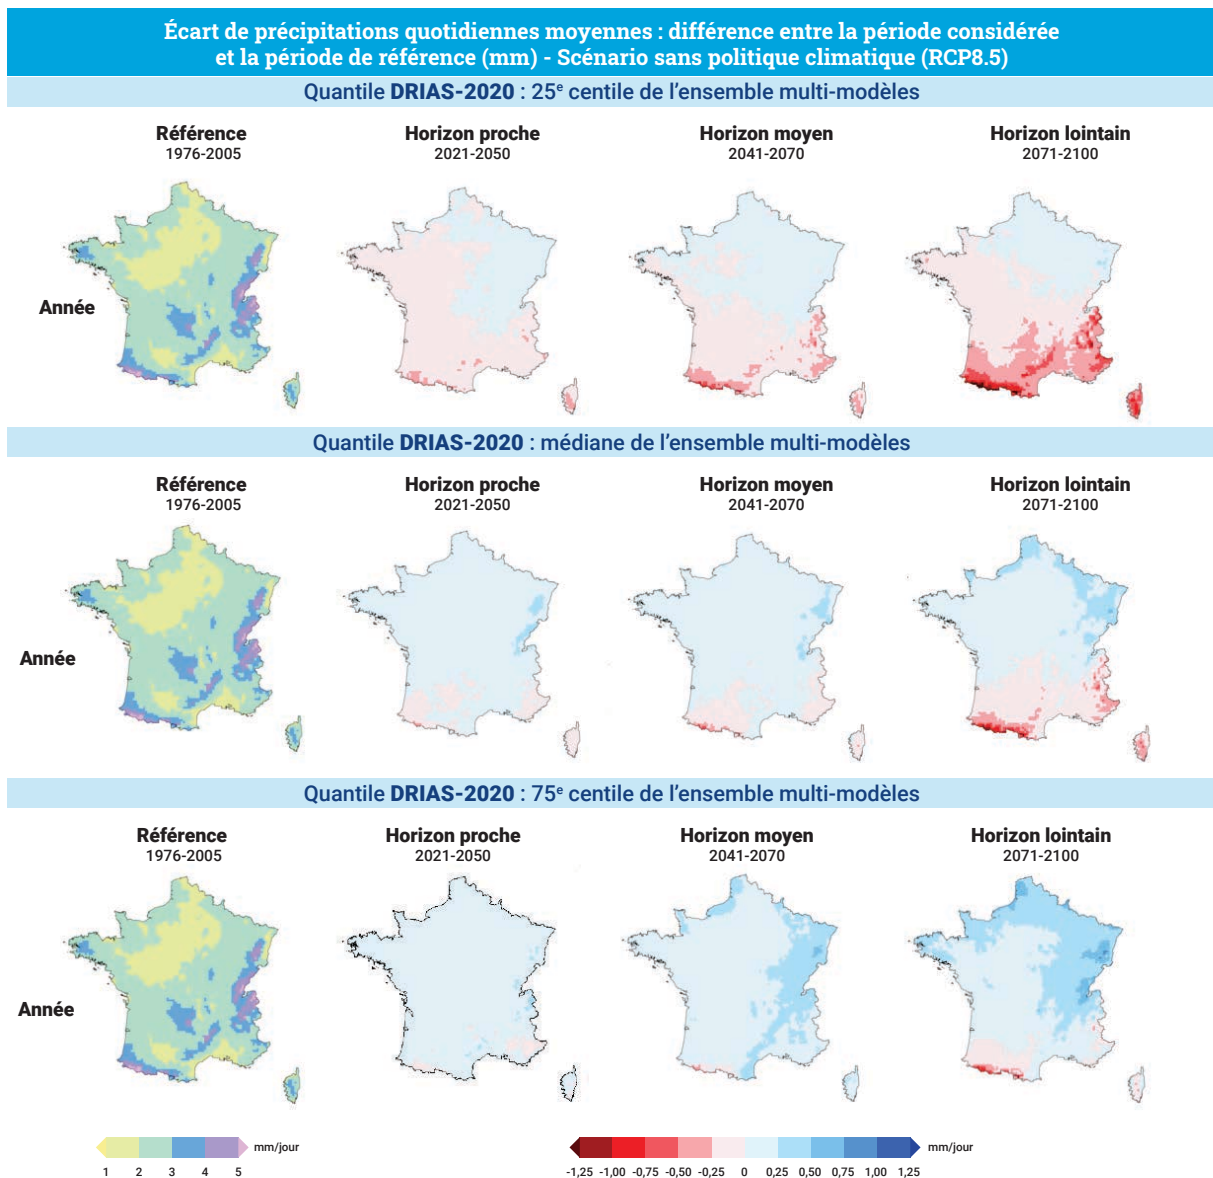 Écart de précipitations quotidiennes moyennes : différence entre la période considérée
et la période de référence (mm) - Scénario sans politique climatique (RCP8.5)
Quantile DRIAS-2020 : 25e centile de l'ensemble multi-modèles
Référence
1976-2005
Horizon proche
2021-2050
Horizon moyen
2041-2070
Horizon lointain
2071-2100
Année
Quantile DRIAS-2020 : médiane de l'ensemble multi-modèles
Référence
1976-2005
Horizon proche
2021-2050
Horizon moyen
2041-2070
Horizon lointain
2071-2100
Année
Quantile DRIAS-2020 : 75e centile de l'ensemble multi-modèles
Référence
1976-2005
Horizon proche
2021-2050
Horizon moyen
2041-2070
Horizon lointain
2071-2100
Année
mm/jour
1 2 3 4 5
mm/jour
-1,25 -1,00 -0,75 -0,50 -0,25 0 0,25 0,50 0,75 1,00 1,25